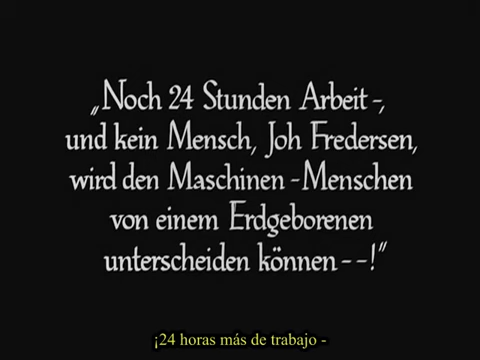 „Noch 24 Stunden Arbeit-,
und kein Mensch, Joh Fredersen,
wird den Maschinen-Menschen
von einem Erdgeborenen
unterscheiden können--!"
¡24 horas más de trabajo -